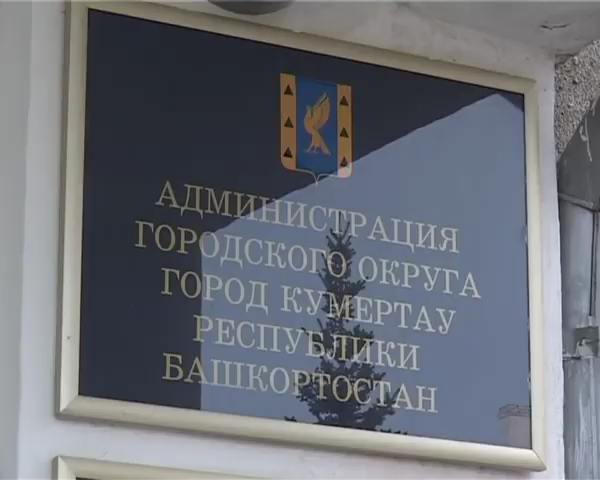 АДМИНИСТРАЦИЯ
ГОРОДСКОГО ОКРУГА
ГОРОД КУМЕРТАУ
РЕСПУБЛИКИ
БАШКОРТОСТАН